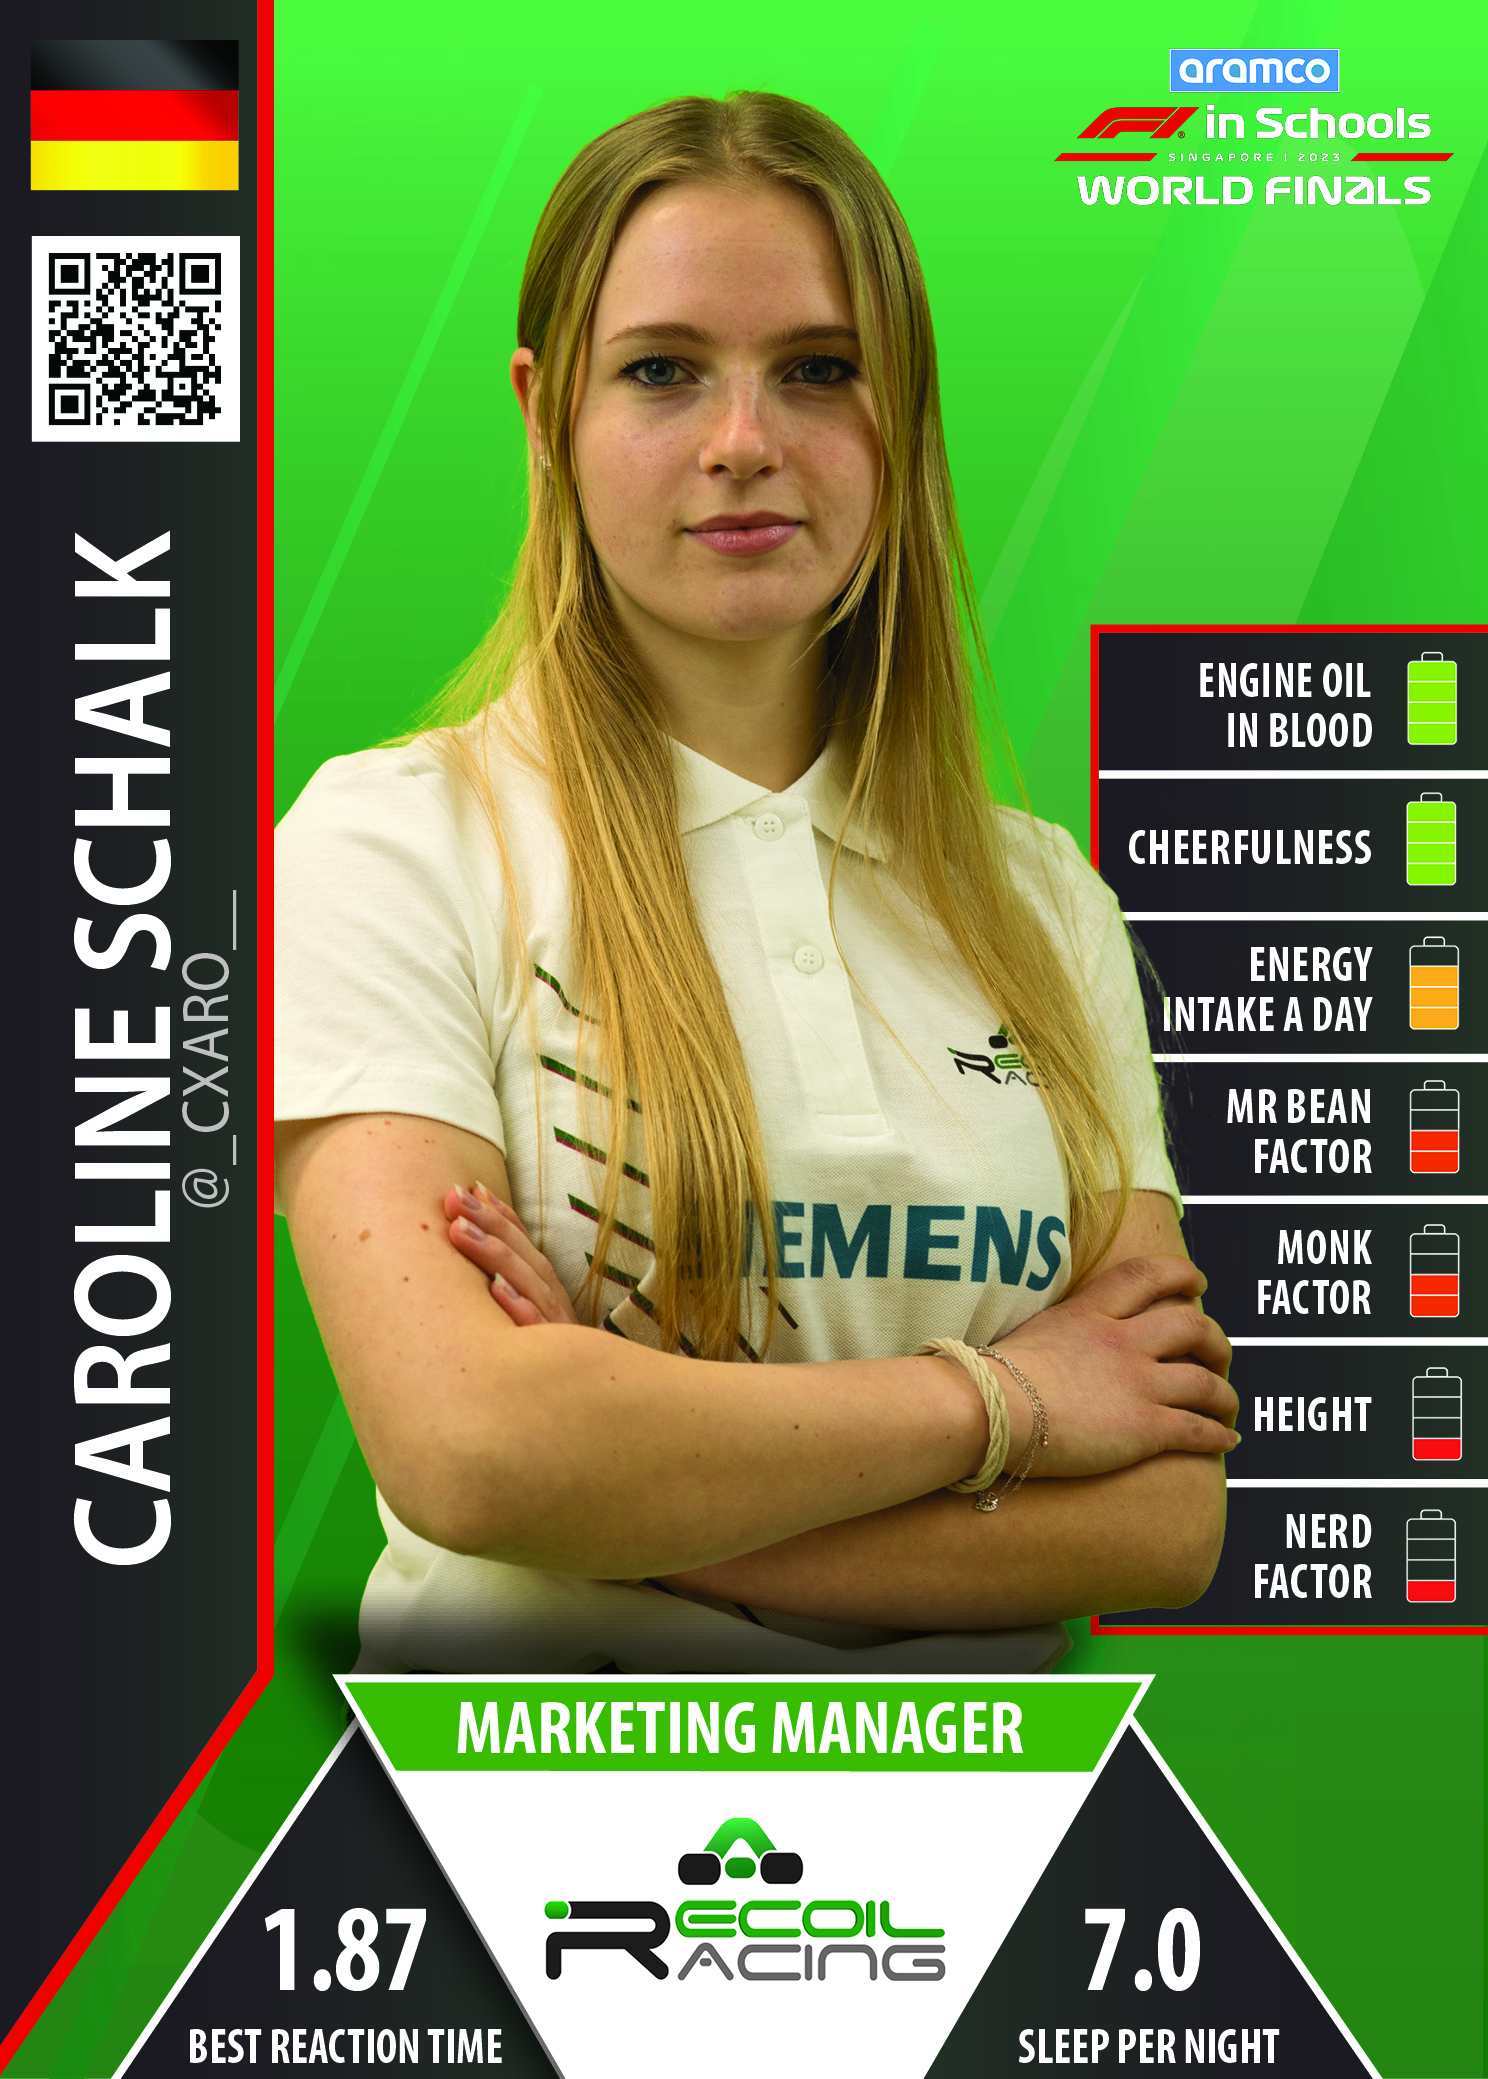 aramco
F1 in Schools
SINGAPORE | 2023
WORLD FINALS
CAROLINE SCHALK
@_CXARO__
ENGINE OIL
IN BLOOD
CHEERFULNESS
ENERGY
INTAKE A DAY
MR BEAN
FACTOR
MONK
FACTOR
HEIGHT
NERD
FACTOR
IEMENS
MARKETING MANAGER
RECOIL
RACING
1.87
BEST REACTION TIME
7.0
SLEEP PER NIGHT